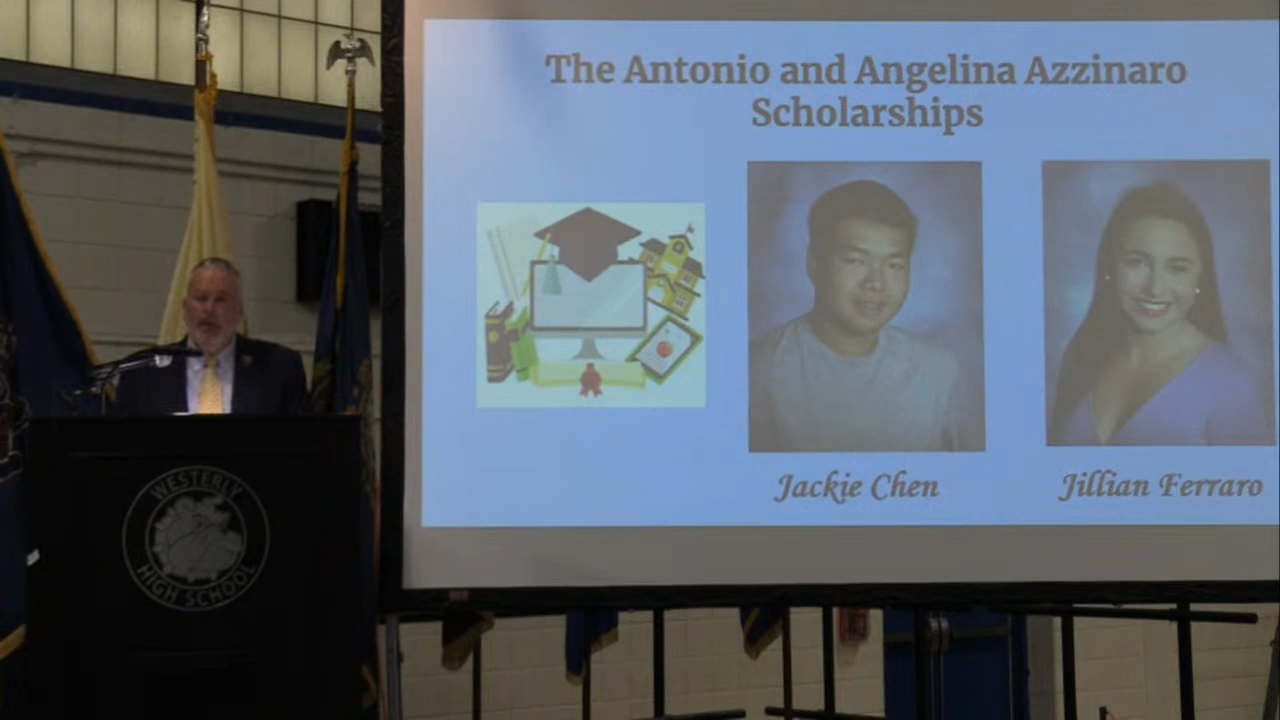 The Antonio and Angelina Azzinaro
Scholarships
Jackie Chen
Jillian Ferraro
WESTERLY
HIGH SCHOOL